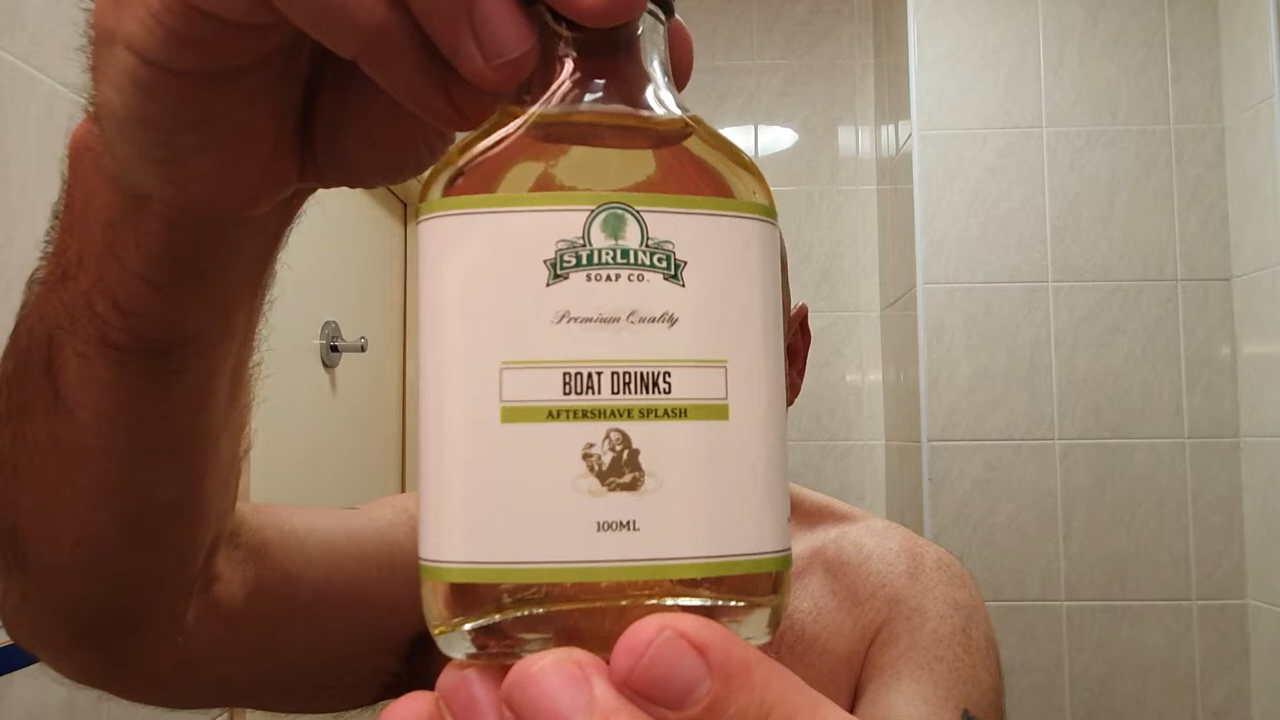 STIRLING
SOAP CO.
Premium Quality
BOAT DRINKS
AFTERSHAVE SPLASH
100ML